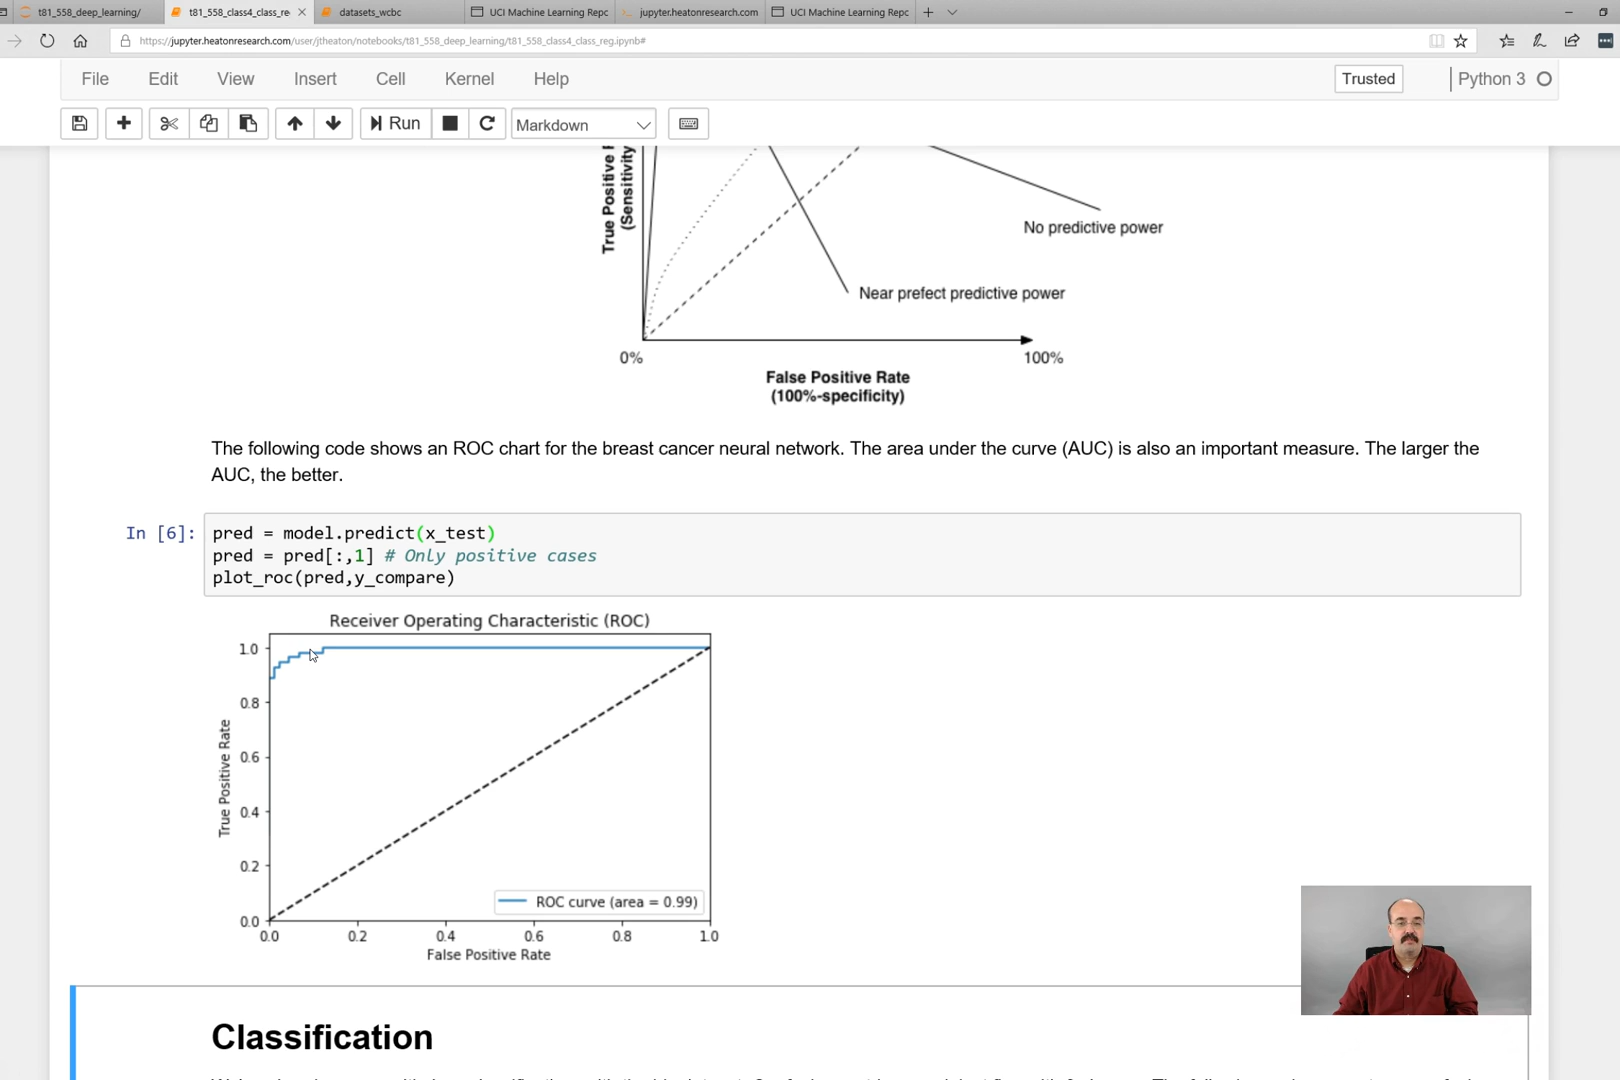 t81_558_deep_learning/
t81_558_class4_class_re
datasets_wcbc
UCI Machine Learning Repc
jupyter.heatonresearch.com
UCI Machine Learning Repc
https://jupyter.heatonresearch.com/user/jtheaton/notebooks/t81_558_deep_learning/t81_558_class4_class_reg.ipynb#
File Edit View Insert Cell Kernel Help
Trusted
Python 3
Run
Markdown
True Positive
(Sensitivity
No predictive power
Near prefect predictive power
0%
100%
False Positive Rate
(100%-specificity)
The following code shows an ROC chart for the breast cancer neural network. The area under the curve (AUC) is also an important measure. The larger the
AUC, the better.
In [6]:
pred = model.predict(x_test)
pred = pred[:,1] # Only positive cases
plot_roc(pred,y_compare)
Receiver Operating Characteristic (ROC)
1.0
0.8
0.6
0.4
0.2
0.0
True Positive Rate
ROC curve (area = 0.99)
0.0 0.2 0.4 0.6 0.8 1.0
False Positive Rate
Classification